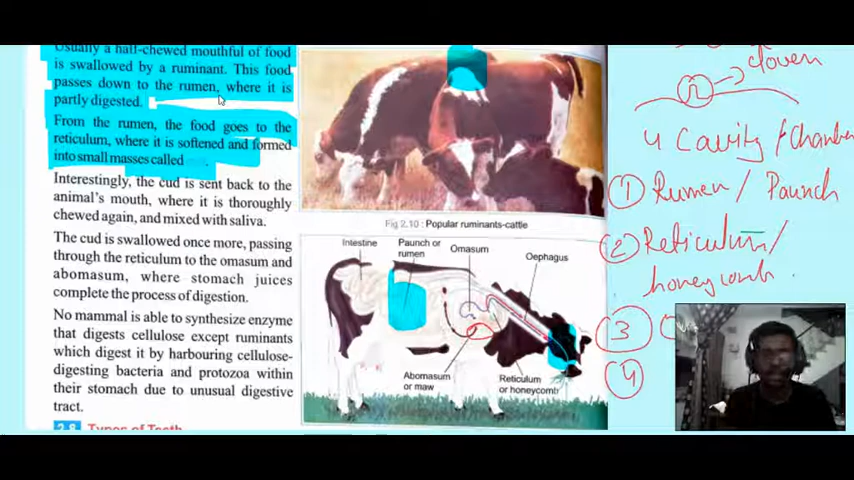 Usually a half-chewed mouthful of food
is swallowed by a ruminant. This food
passes down to the rumen, where it is
partly digested.
From the rumen, the food goes to the
reticulum, where it is softened and formed
into small masses called
Interestingly, the cud is sent back to the
animal's mouth, where it is thoroughly
chewed again, and mixed with saliva.
The cud is swallowed once more, passing
through the reticulum to the omasum and
abomasum, where stomach juices
complete the process of digestion.
No mammal is able to synthesize enzyme
that digests cellulose except ruminants
which digest it by harbouring cellulose-
digesting bacteria and protozoa within
their stomach due to unusual digestive
tract.
2.8 Types of Teeth
Fig 2.10 : Popular ruminants-cattle
Intestine
Paunch or
rumen
Omasum
Oephagus
Abomasum
or maw
Reticulum
or honeycomb
cloven
4 Cavity/Chamber
1 Rumen / Paunch
2 Reticulum/
honeycomb
3
4